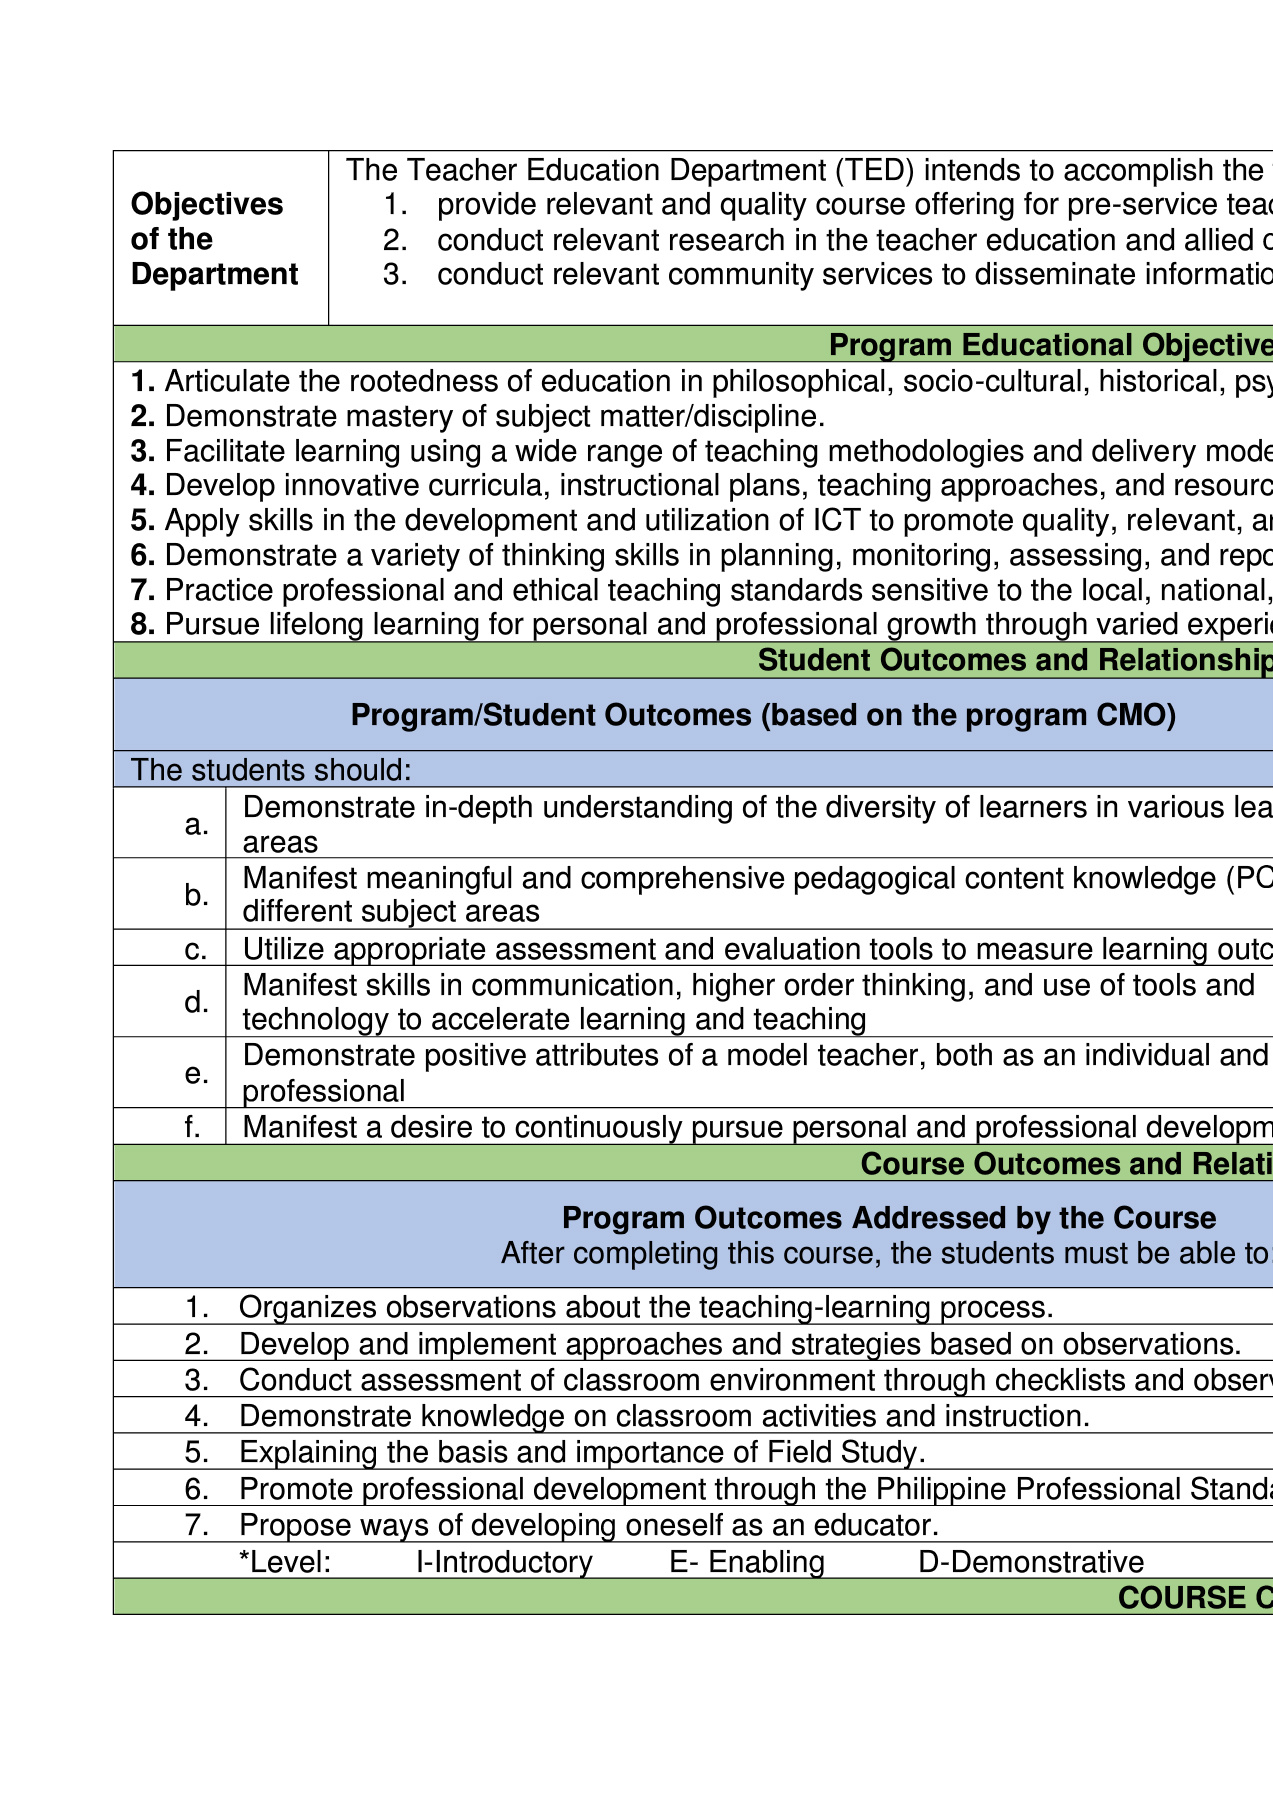 Objectives
of the
Department
The Teacher Education Department (TED) intends to accomplish the
1. provide relevant and quality course offering for pre-service
2. conduct relevant research in the teacher education and allied
3. conduct relevant community services to disseminate
Program Educational
1. Articulate the rootedness of education in philosophical, socio-cultural, historical,
2. Demonstrate mastery of subject matter/discipline.
3. Facilitate learning using a wide range of teaching methodologies and delivery
4. Develop innovative curricula, instructional plans, teaching approaches, and
5. Apply skills in the development and utilization of ICT to promote quality, relevant,
6. Demonstrate a variety of thinking skills in planning, monitoring, assessing, and
7. Practice professional and ethical teaching standards sensitive to the local, national,
8. Pursue lifelong learning for personal and professional growth through varied
Student Outcomes and Relationship
Program/Student Outcomes (based on the program CMO)
The students should:
a. Demonstrate in-depth understanding of the diversity of learners in various
areas
b. Manifest meaningful and comprehensive pedagogical content knowledge
different subject areas
c. Utilize appropriate assessment and evaluation tools to measure learning
d. Manifest skills in communication, higher order thinking, and use of tools and
technology to accelerate learning and teaching
e. Demonstrate positive attributes of a model teacher, both as an individual and
professional
f. Manifest a desire to continuously pursue personal and professional
Course Outcomes and
Program Outcomes Addressed by the Course
After completing this course, the students must be able to:
1. Organizes observations about the teaching-learning process.
2. Develop and implement approaches and strategies based on observations.
3. Conduct assessment of classroom environment through checklists and
4. Demonstrate knowledge on classroom activities and instruction.
5. Explaining the basis and importance of Field Study.
6. Promote professional development through the Philippine Professional
7. Propose ways of developing oneself as an educator.
*Level: I-Introductory E- Enabling D-Demonstrative
COURSE